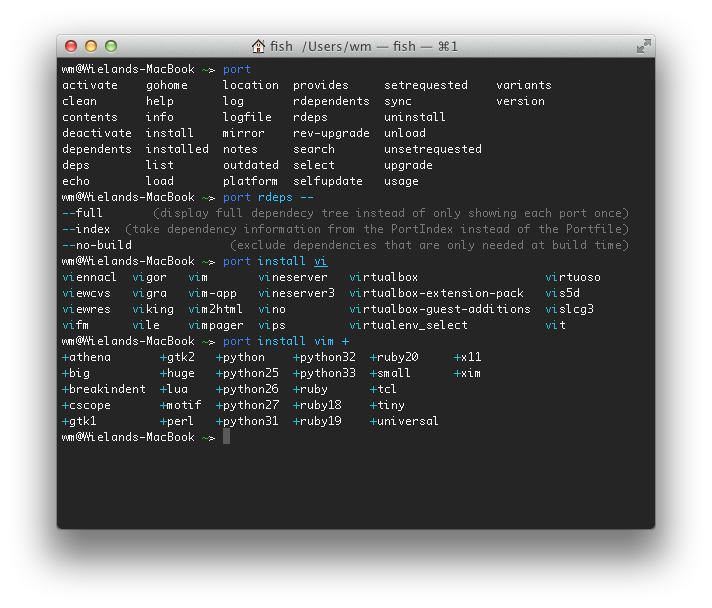 fish  /Users/wm — fish — ⌘1
wm@Wielands-MacBook ~> port
activate    gohome     location  provides     setrequested    variants
clean       help       log       rdependents  sync            version
contents    info       logfile   rdeps        uninstall
deactivate  install    mirror    rev-upgrade  unload
dependents  installed  notes     search       unsetrequested
deps        list       outdated  select       upgrade
echo        load       platform  selfupdate   usage
wm@Wielands-MacBook ~> port rdeps --
--full       (display full dependecy tree instead of only showing each port once)
--index  (take dependency information from the PortIndex instead of the Portfile)
--no-build              (exclude dependencies that are only needed at build time)
wm@Wielands-MacBook ~> port install vi
viennacl  vigor   vim       vineserver   virtualbox                  virtuoso
viewcvs   vigra   vim-app   vineserver3  virtualbox-extension-pack   vis5d
viewres   viking  vim2html  vino         virtualbox-guest-additions  vislcg3
vifm      vile    vimpager  vips         virtualenv_select           vit
wm@Wielands-MacBook ~> port install vim +
+athena       +gtk2   +python    +python32  +ruby20     +x11
+big          +huge   +python25  +python33  +small      +xim
+breakindent  +lua    +python26  +ruby      +tcl
+cscope       +motif  +python27  +ruby18    +tiny
+gtk1         +perl   +python31  +ruby19    +universal
wm@Wielands-MacBook ~>